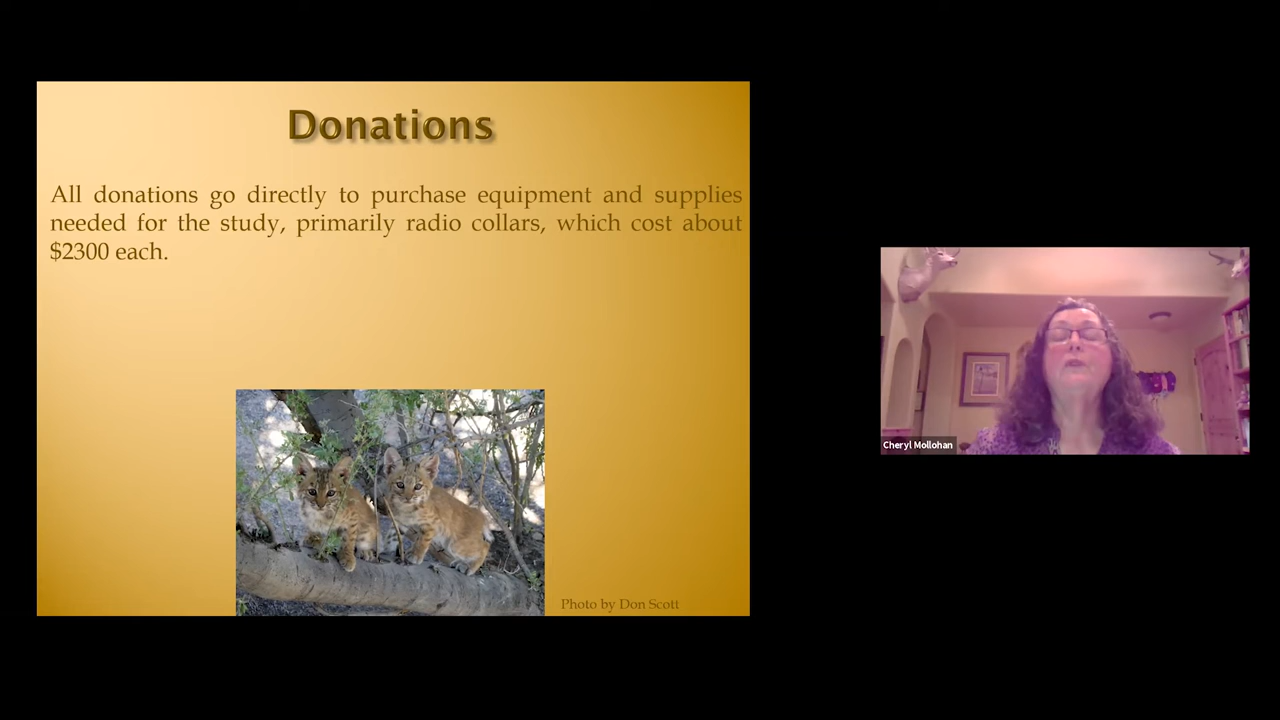 Donations
All donations go directly to purchase equipment and supplies
needed for the study, primarily radio collars, which cost about
$2300 each.
Photo by Don Scott
Cheryl Mollohan